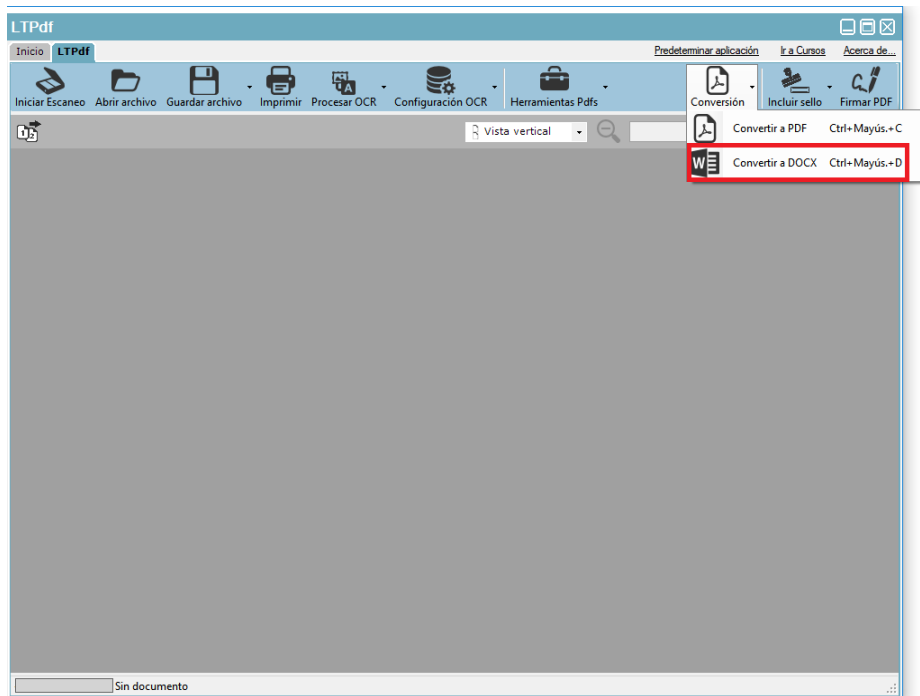 LTPdf
Inicio LTPdf Predeterminar aplicación Ir a Cursos Acerca de...
Iniciar Escaneo Abrir archivo Guardar archivo Imprimir Procesar OCR Configuración OCR Herramientas Pdfs Conversión Incluir sello Firmar PDF
Vista vertical
Convertir a PDF Ctrl+Mayús.+C
Convertir a DOCX Ctrl+Mayús.+D
Sin documento